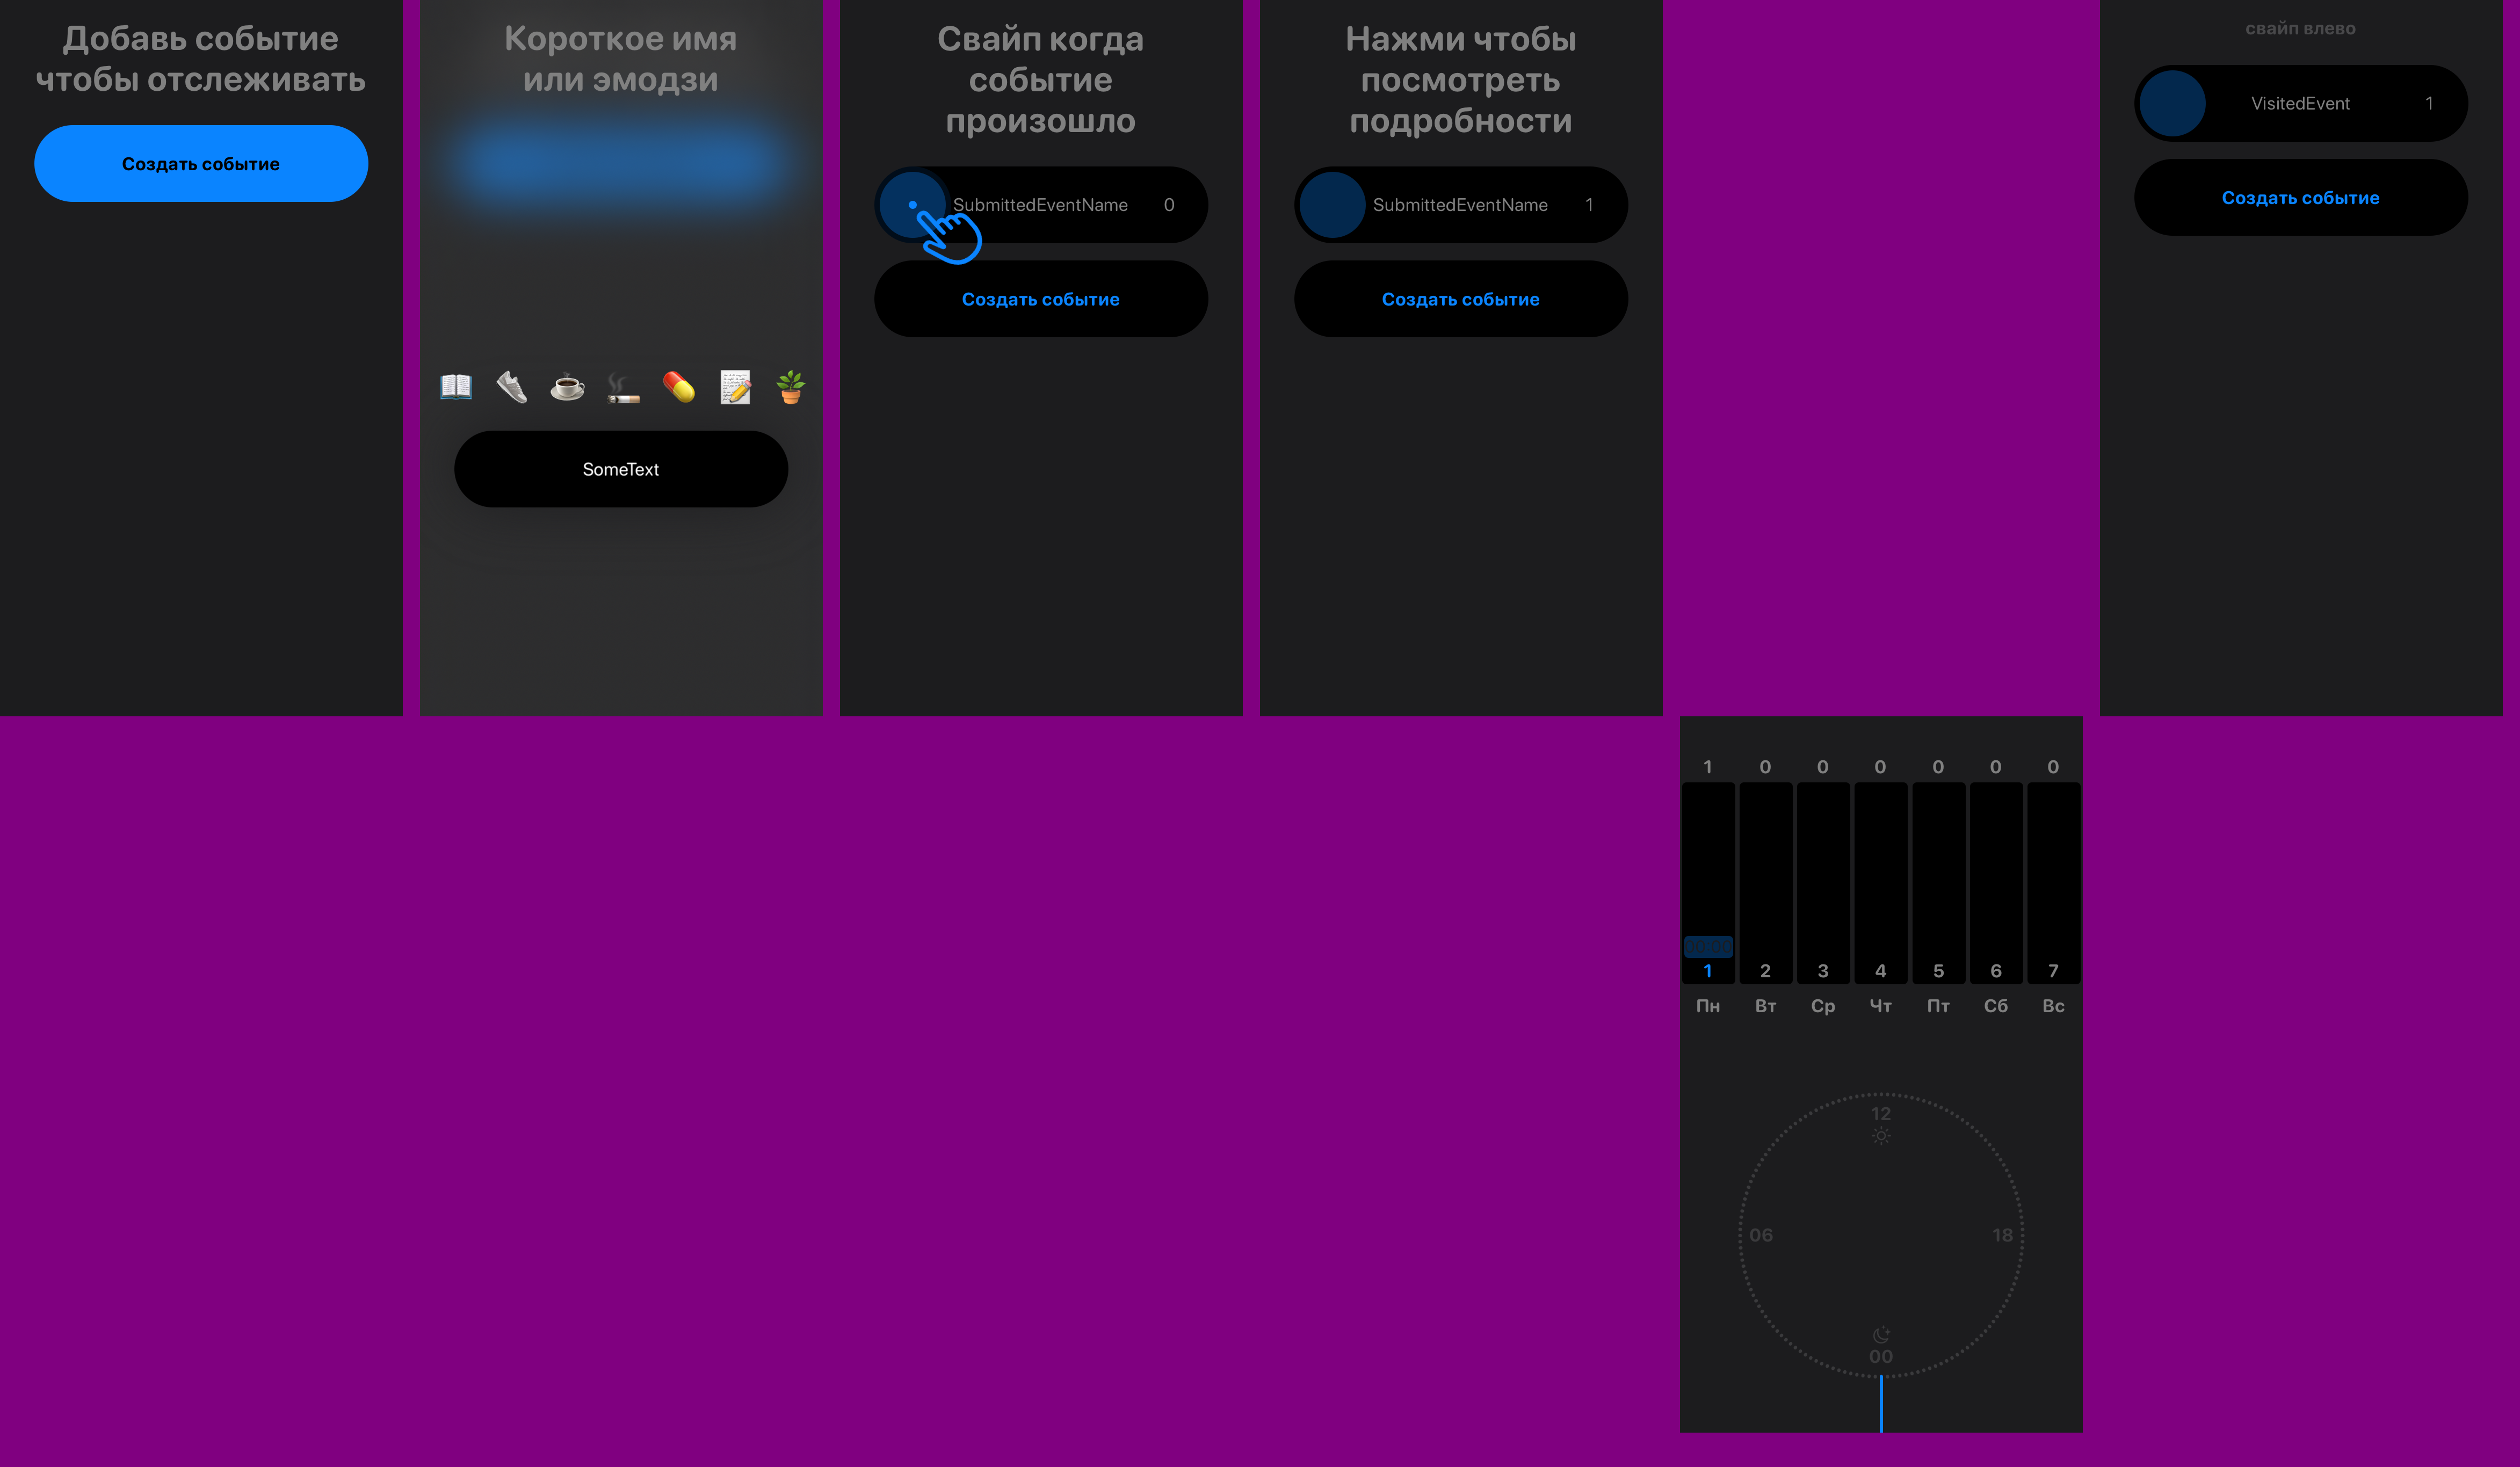 Добавь событие
чтобы отслеживать
Создать событие
Короткое имя
или эмодзи
SomeText
Свайп когда
событие
произошло
SubmittedEventName 0
Создать событие
Нажми чтобы
посмотреть
подробности
SubmittedEventName 1
Создать событие
свайп влево
VisitedEvent 1
Создать событие
1 0 0 0 0 0 0
1 2 3 4 5 6 7
Пн Вт Ср Чт Пт Сб Вс
12
06 18
00